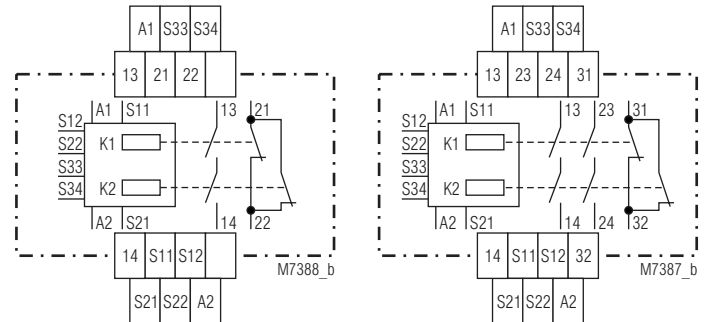 A1 S33 S34
13 21 22
A1 S11 13 21
S12
S22 K1
S33
S34 K2
A2 S21 14 22
14 S11 S12
M7388_b
S21 S22 A2
A1 S33 S34
13 23 24 31
A1 S11 13 23 31
S12
S22 K1
S33
S34 K2
A2 S21 14 24 32
14 S11 S12 32
M7387_b
S21 S22 A2